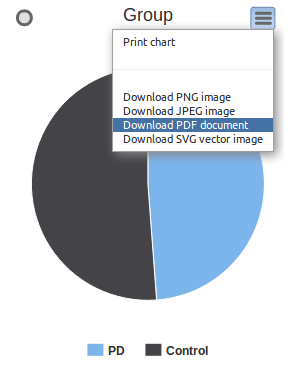 Group
Print chart
Download PNG image
Download JPEG image
Download PDF document
Download SVG vector image
PD Control